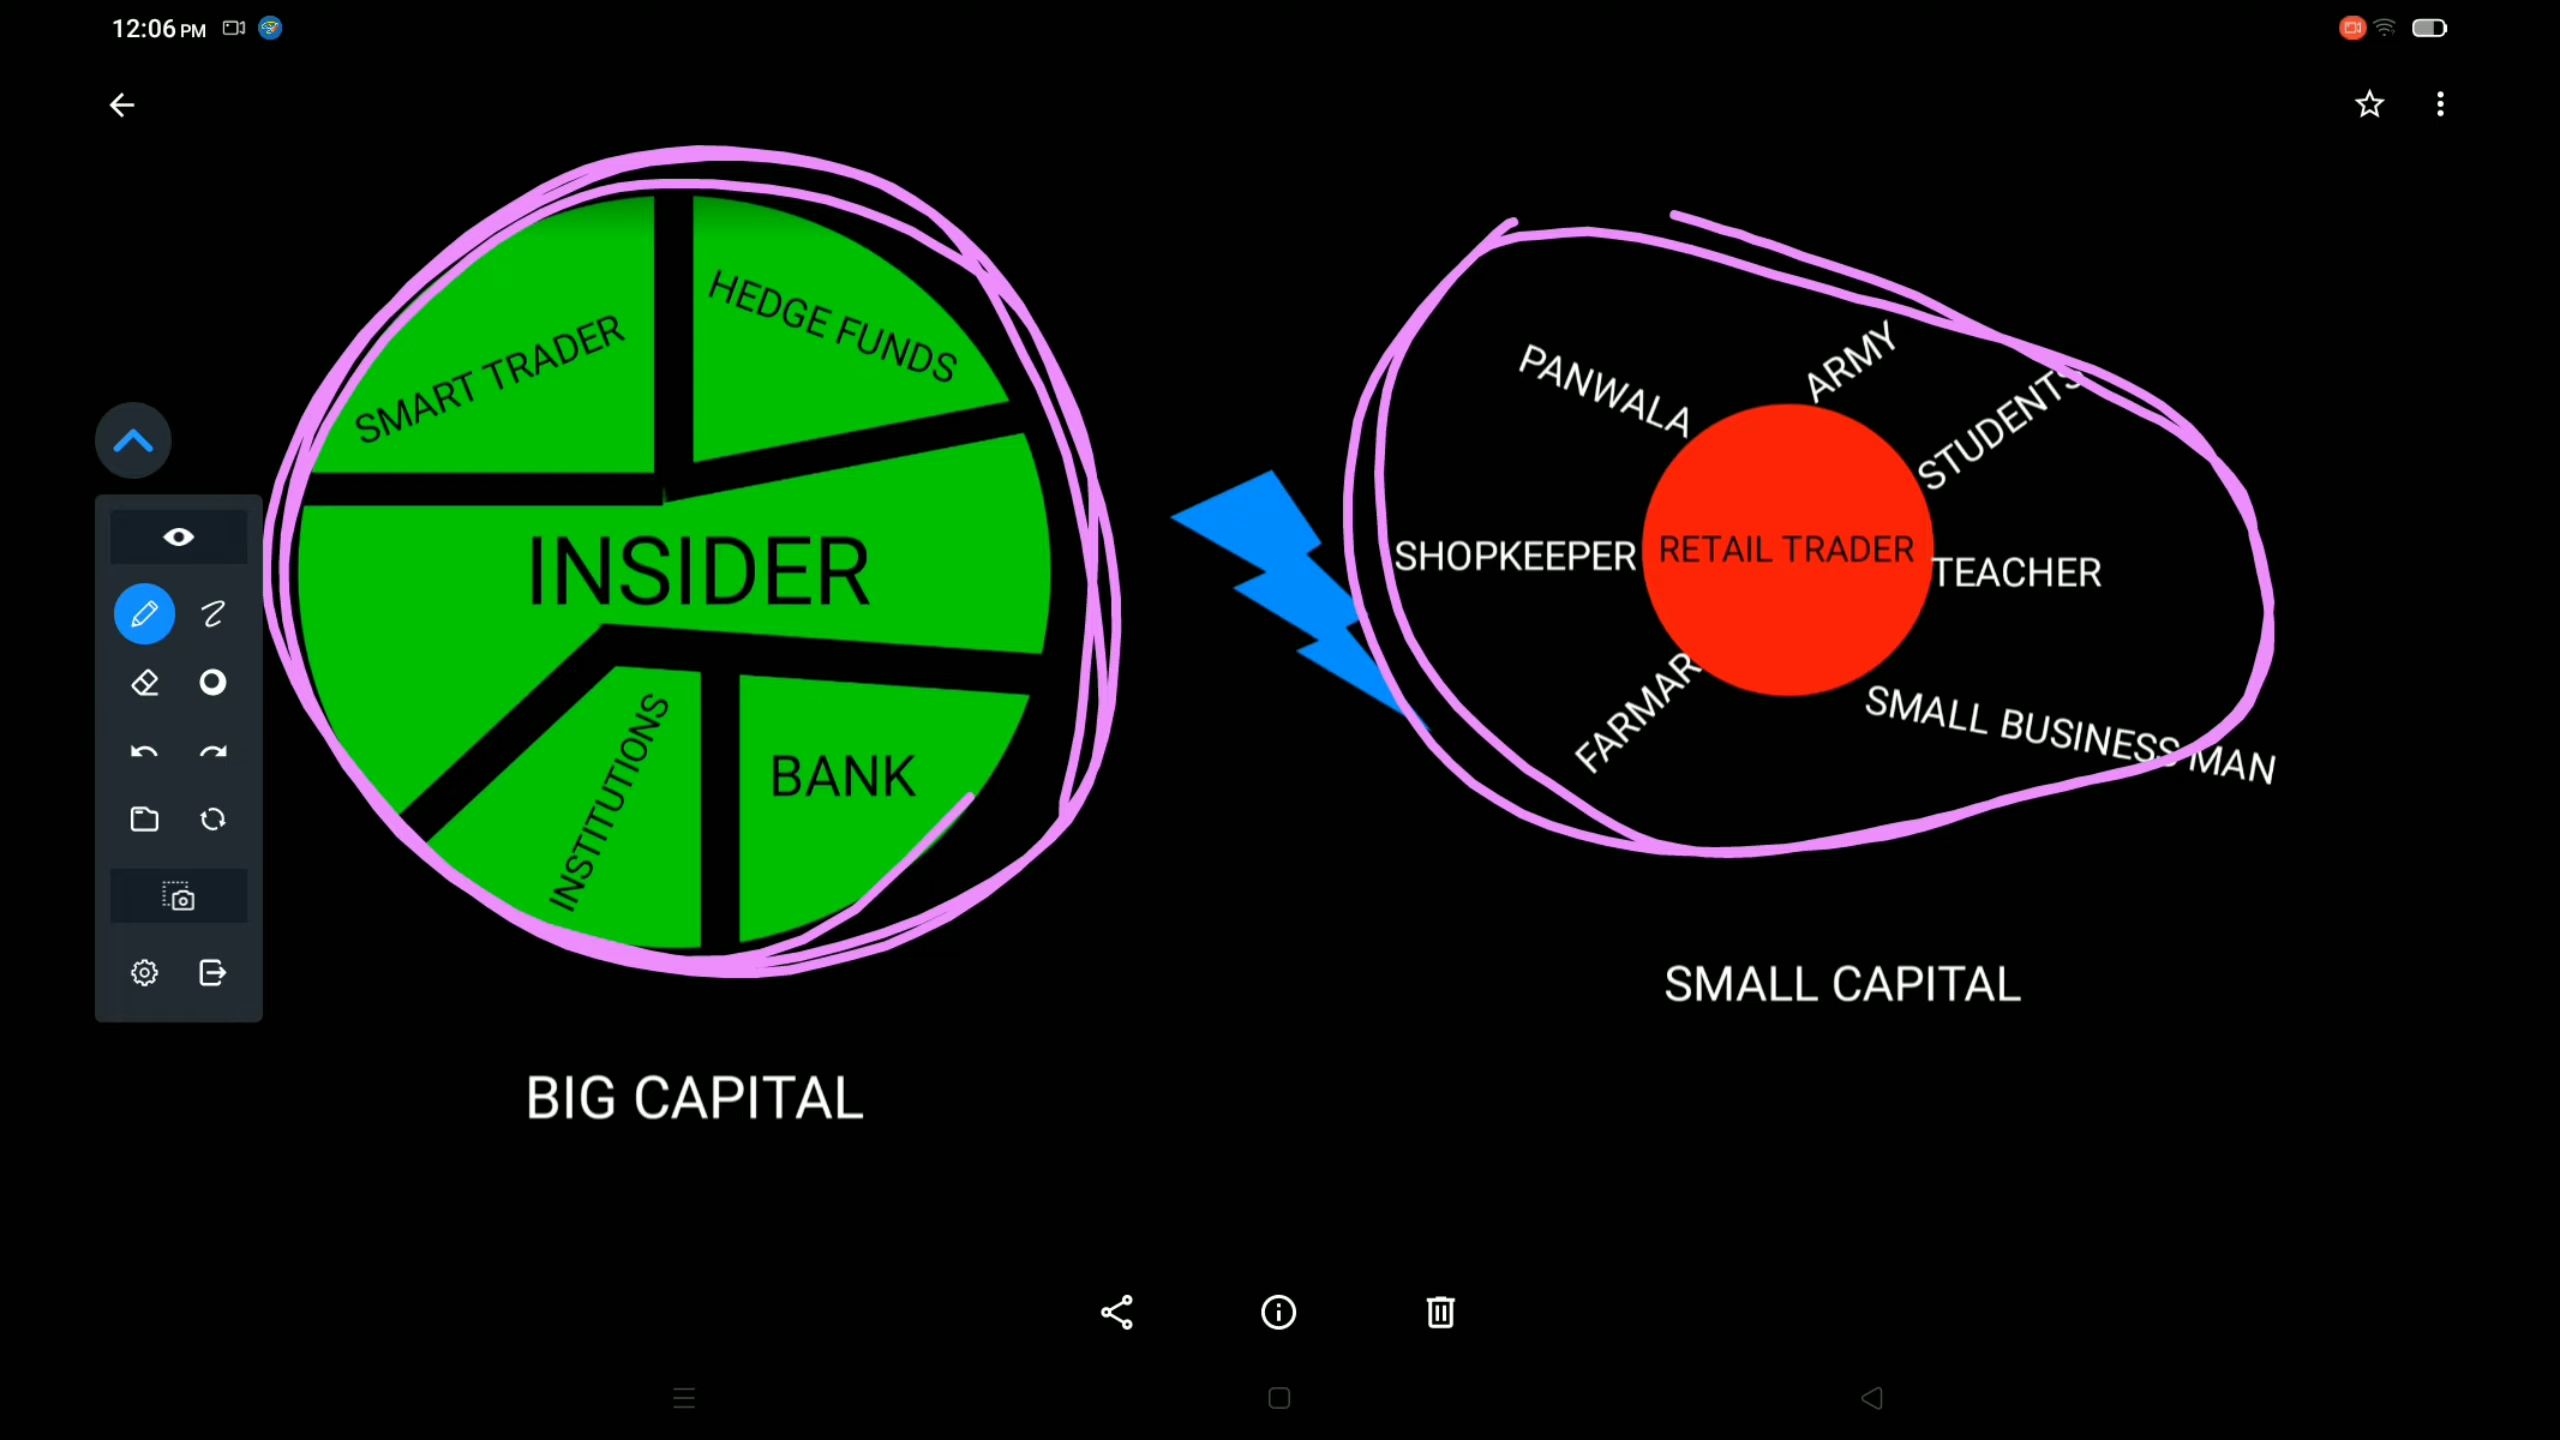 12:06 PM
SMART TRADER
HEDGE FUNDS
INSIDER
INSTITUTIONS
BANK
BIG CAPITAL
PANWALA
ARMY
STUDENTS
SHOPKEEPER
RETAIL TRADER
TEACHER
FARMAR
SMALL BUSINESS MAN
SMALL CAPITAL